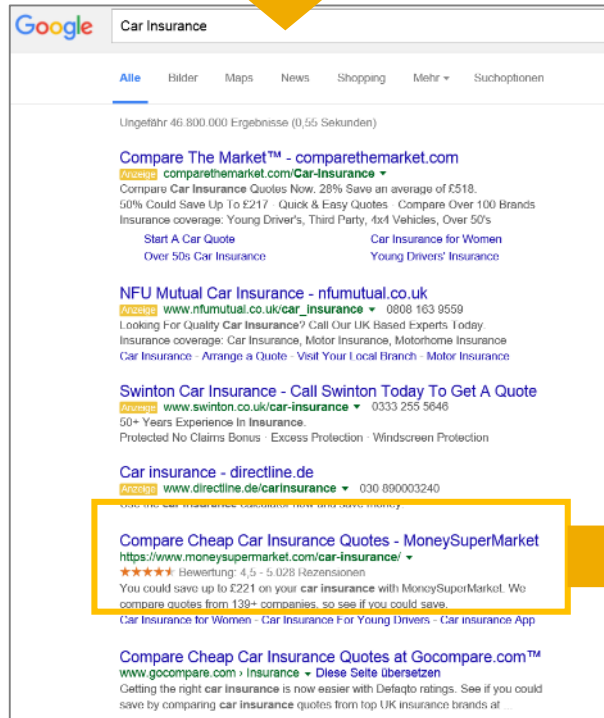 Google Car Insurance
Alle Bilder Maps News Shopping Mehr Suchoptionen
Ungefähr 46.800.000 Ergebnisse (0,55 Sekunden)
Compare The Market™ - comparethemarket.com
Anzeige comparethemarket.com/Car-Insurance
Compare Car Insurance Quotes Now. 28% Save an average of £518.
50% Could Save Up To £217 · Quick & Easy Quotes · Compare Over 100 Brands
Insurance coverage: Young Driver's, Third Party, 4x4 Vehicles, Over 50's
Start A Car Quote Car Insurance for Women
Over 50s Car Insurance Young Drivers' Insurance
NFU Mutual Car Insurance - nfumutual.co.uk
Anzeige www.nfumutual.co.uk/car_insurance 0808 163 9559
Looking For Quality Car Insurance? Call Our UK Based Experts Today.
Insurance coverage: Car Insurance, Motor Insurance, Motorhome Insurance
Car Insurance - Arrange a Quote - Visit Your Local Branch - Motor Insurance
Swinton Car Insurance - Call Swinton Today To Get A Quote
Anzeige www.swinton.co.uk/car-insurance 0333 255 5646
50+ Years Experience In Insurance.
Protected No Claims Bonus · Excess Protection · Windscreen Protection
Car insurance - directline.de
Anzeige www.directline.de/carinsurance 030 890003240
Use the car insurance calculator now and save money
Compare Cheap Car Insurance Quotes - MoneySuperMarket
https://www.moneysupermarket.com/car-insurance/
Bewertung: 4,5 - 5.028 Rezensionen
You could save up to £221 on your car insurance with MoneySuperMarket. We
compare quotes from 139+ companies, so see if you could save.
Car Insurance for Women - Car Insurance For Young Drivers - Car insurance App
Compare Cheap Car Insurance Quotes at Gocompare.com™
www.gocompare.com › Insurance Diese Seite übersetzen
Getting the right car insurance is now easier with Defaqto ratings. See if you could
save by comparing car insurance quotes from top UK insurance brands at ...